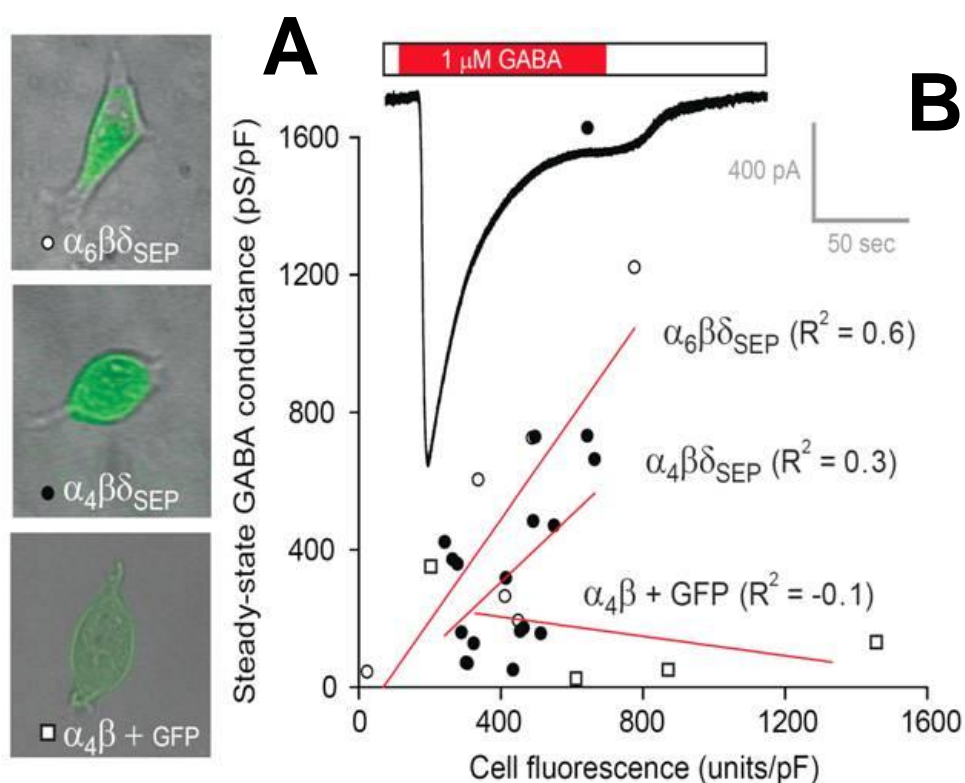 A
B
1 μM GABA
α₆βδSEP
α₄βδSEP
α₄β + GFP
Steady-state GABA conductance (pS/pF)
1600
1200
800
400
0
400 pA
50 sec
α₆βδSEP (R² = 0.6)
α₄βδSEP (R² = 0.3)
α₄β + GFP (R² = -0.1)
0 400 800 1200 1600
Cell fluorescence (units/pF)